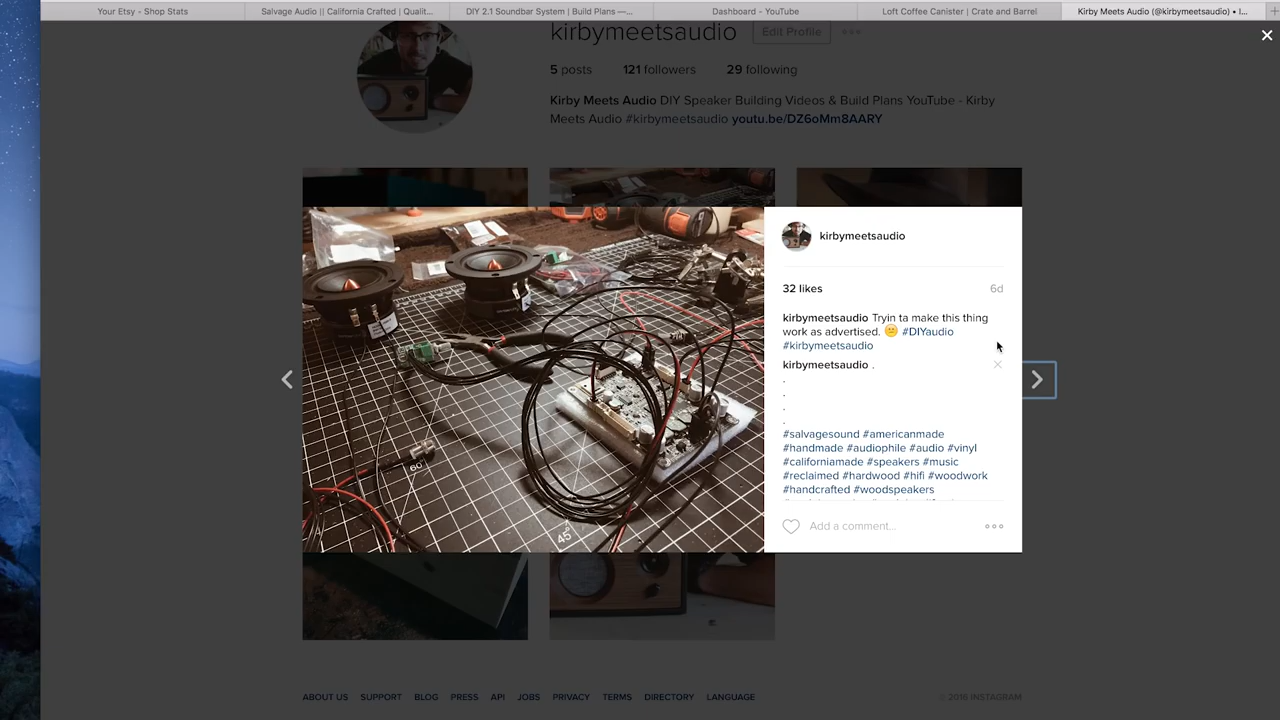 Your Etsy - Shop Stats
Salvage Audio || California Crafted | Qualit...
DIY 2.1 Soundbar System | Build Plans —...
Dashboard - YouTube
Loft Coffee Canister | Crate and Barrel
Kirby Meets Audio (@kirbymeetsaudio) • I...
kirbymeetsaudio
Edit Profile
5 posts 121 followers 29 following
Kirby Meets Audio DIY Speaker Building Videos & Build Plans YouTube - Kirby
Meets Audio #kirbymeetsaudio youtu.be/DZ6oMm8AARY
kirbymeetsaudio
32 likes 6d
kirbymeetsaudio Tryin ta make this thing
work as advertised. 😕 #DIYaudio
#kirbymeetsaudio
kirbymeetsaudio .
.
.
.
.
#salvagesound #americanmade
#handmade #audiophile #audio #vinyl
#californiamade #speakers #music
#reclaimed #hardwood #hifi #woodwork
#handcrafted #woodspeakers
Add a comment...
60°
45°
ABOUT US SUPPORT BLOG PRESS API JOBS PRIVACY TERMS DIRECTORY LANGUAGE
© 2016 INSTAGRAM